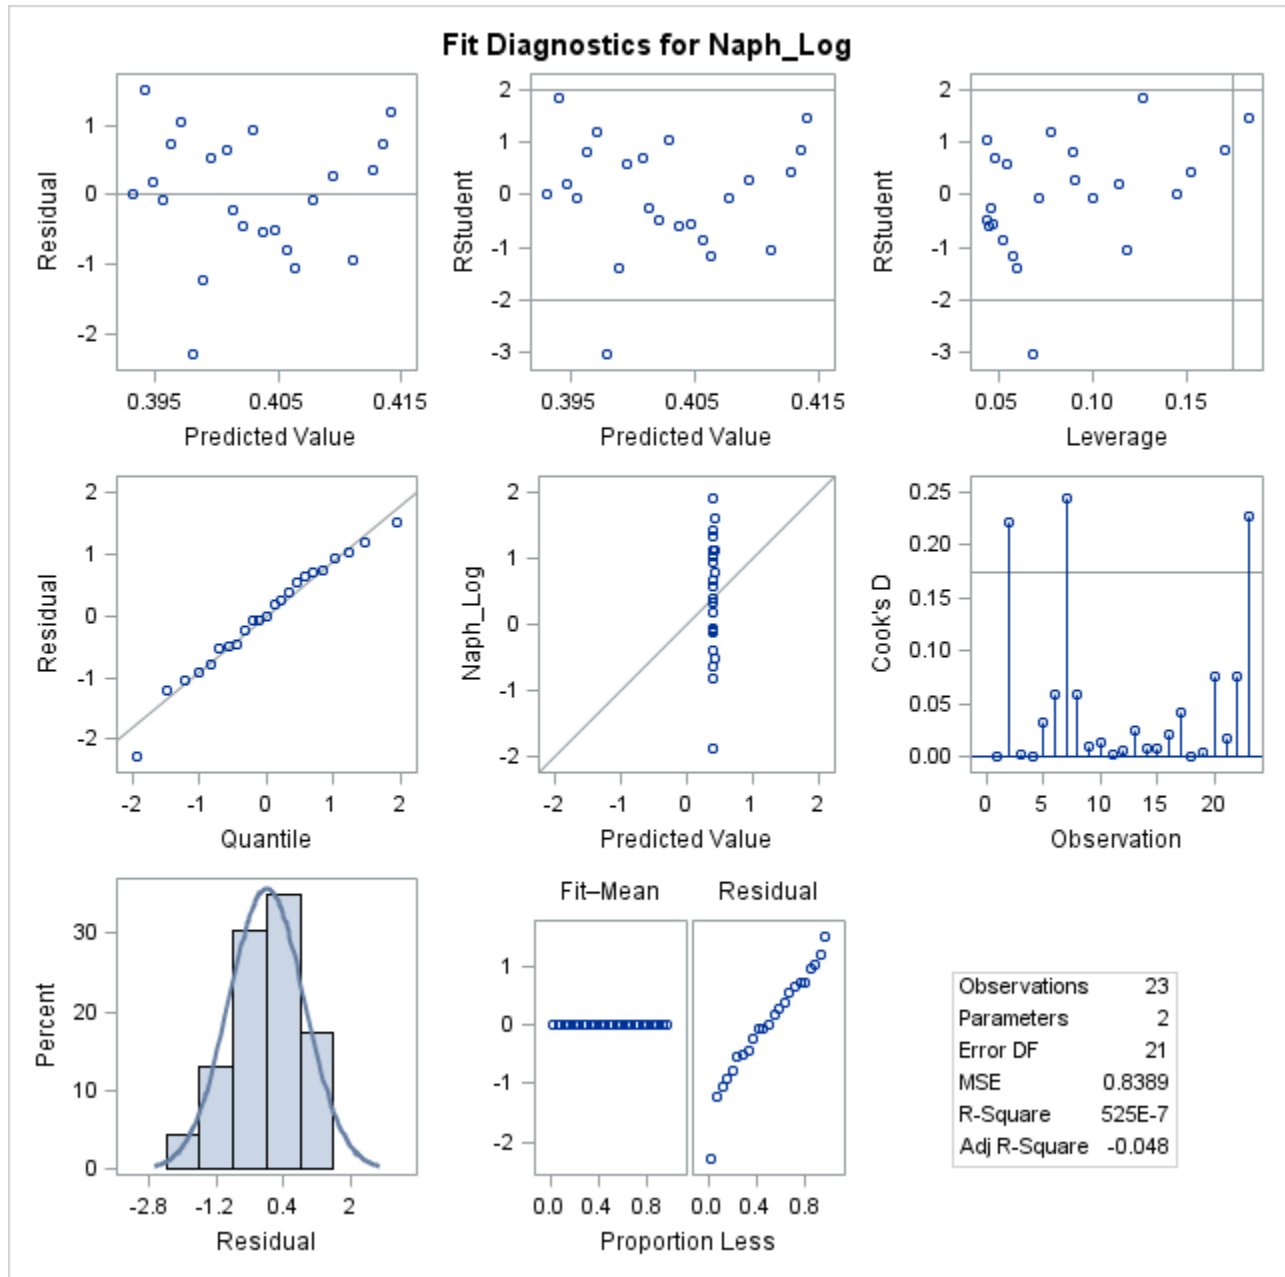 Fit Diagnostics for Naph_Log
1
0
-1
-2
Residual
0.395 0.405 0.415
Predicted Value
2
1
0
-1
-2
-3
RStudent
0.395 0.405 0.415
Predicted Value
2
1
0
-1
-2
-3
RStudent
0.05 0.10 0.15
Leverage
2
1
0
-1
-2
Residual
-2 -1 0 1 2
Quantile
2
1
0
-1
-2
Naph_Log
-2 -1 0 1 2
Predicted Value
0.25
0.20
0.15
0.10
0.05
0.00
Cook's D
0 5 10 15 20
Observation
30
20
10
0
Percent
-2.8 -1.2 0.4 2
Residual
Fit–Mean Residual
1
0
-1
-2
0.0 0.4 0.8 0.0 0.4 0.8
Proportion Less
Observations 23
Parameters 2
Error DF 21
MSE 0.8389
R-Square 525E-7
Adj R-Square -0.048